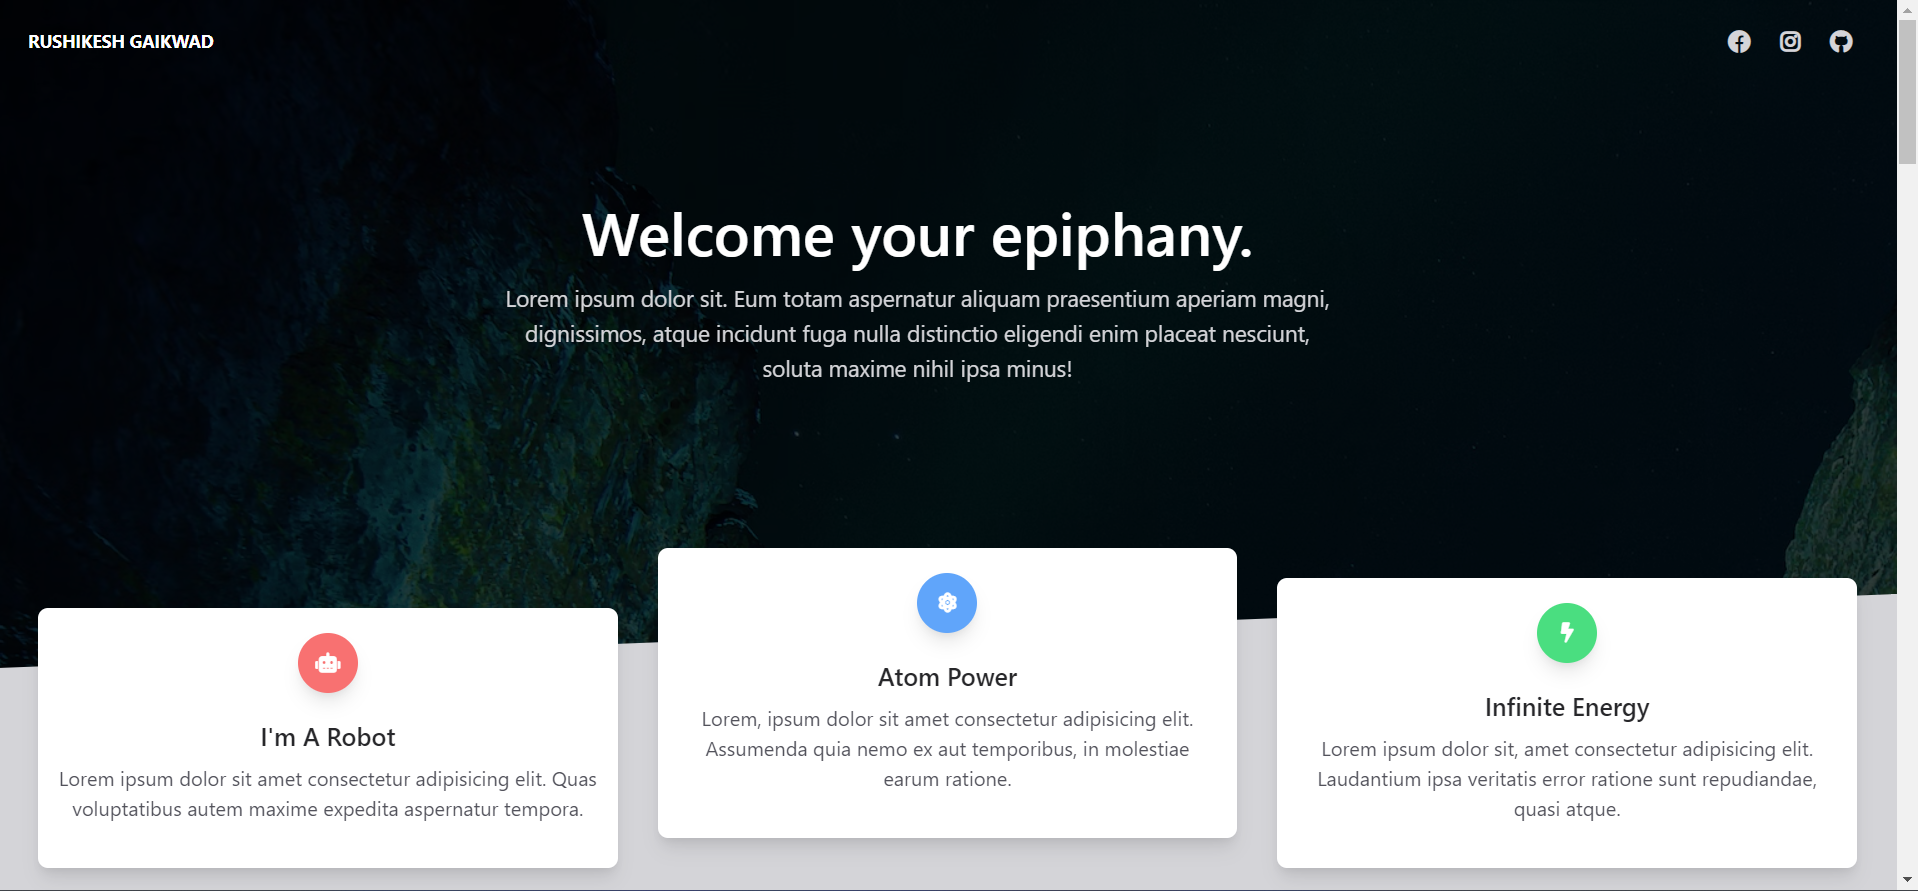 RUSHIKESH GAIKWAD
Welcome your epiphany.
Lorem ipsum dolor sit. Eum totam aspernatur aliquam praesentium aperiam magni,
dignissimos, atque incidunt fuga nulla distinctio eligendi enim placeat nesciunt,
soluta maxime nihil ipsa minus!
I'm A Robot
Lorem ipsum dolor sit amet consectetur adipisicing elit. Quas
voluptatibus autem maxime expedita aspernatur tempora.
Atom Power
Lorem, ipsum dolor sit amet consectetur adipisicing elit.
Assumenda quia nemo ex aut temporibus, in molestiae
earum ratione.
Infinite Energy
Lorem ipsum dolor sit, amet consectetur adipisicing elit.
Laudantium ipsa veritatis error ratione sunt repudiandae,
quasi atque.